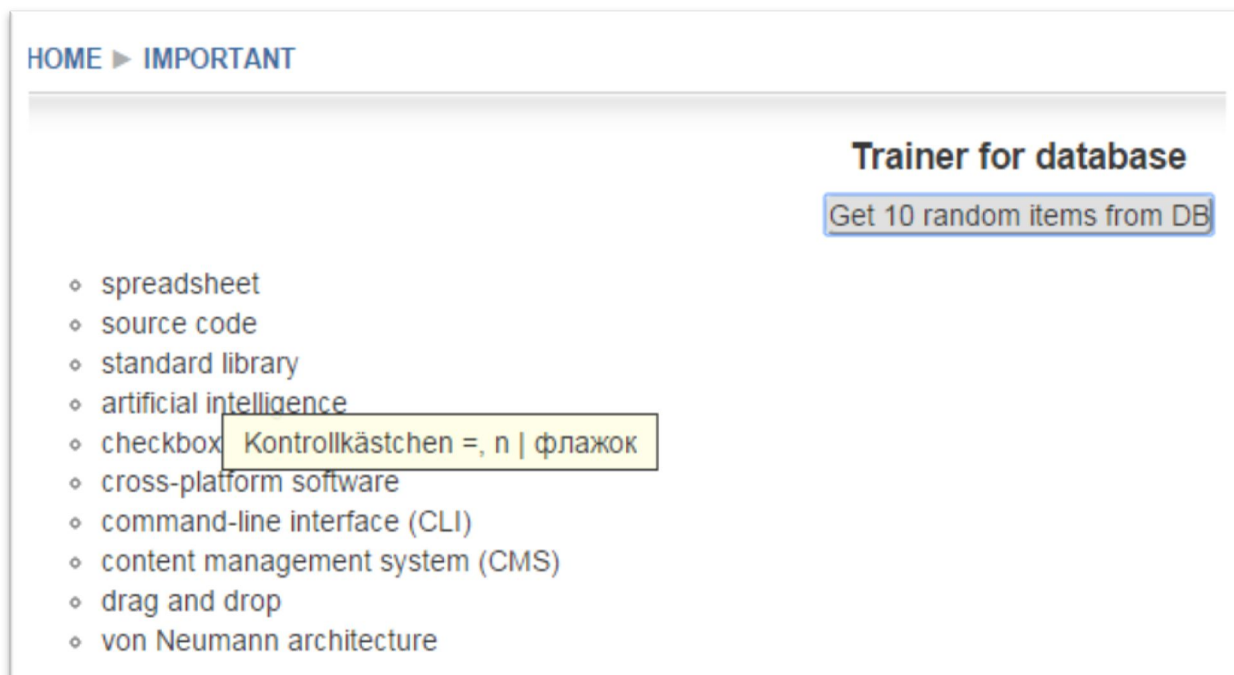 HOME ► IMPORTANT
Trainer for database
Get 10 random items from DB
spreadsheet
source code
standard library
artificial intelligence
checkbox
Kontrollkästchen =, n | флажок
cross-platform software
command-line interface (CLI)
content management system (CMS)
drag and drop
von Neumann architecture